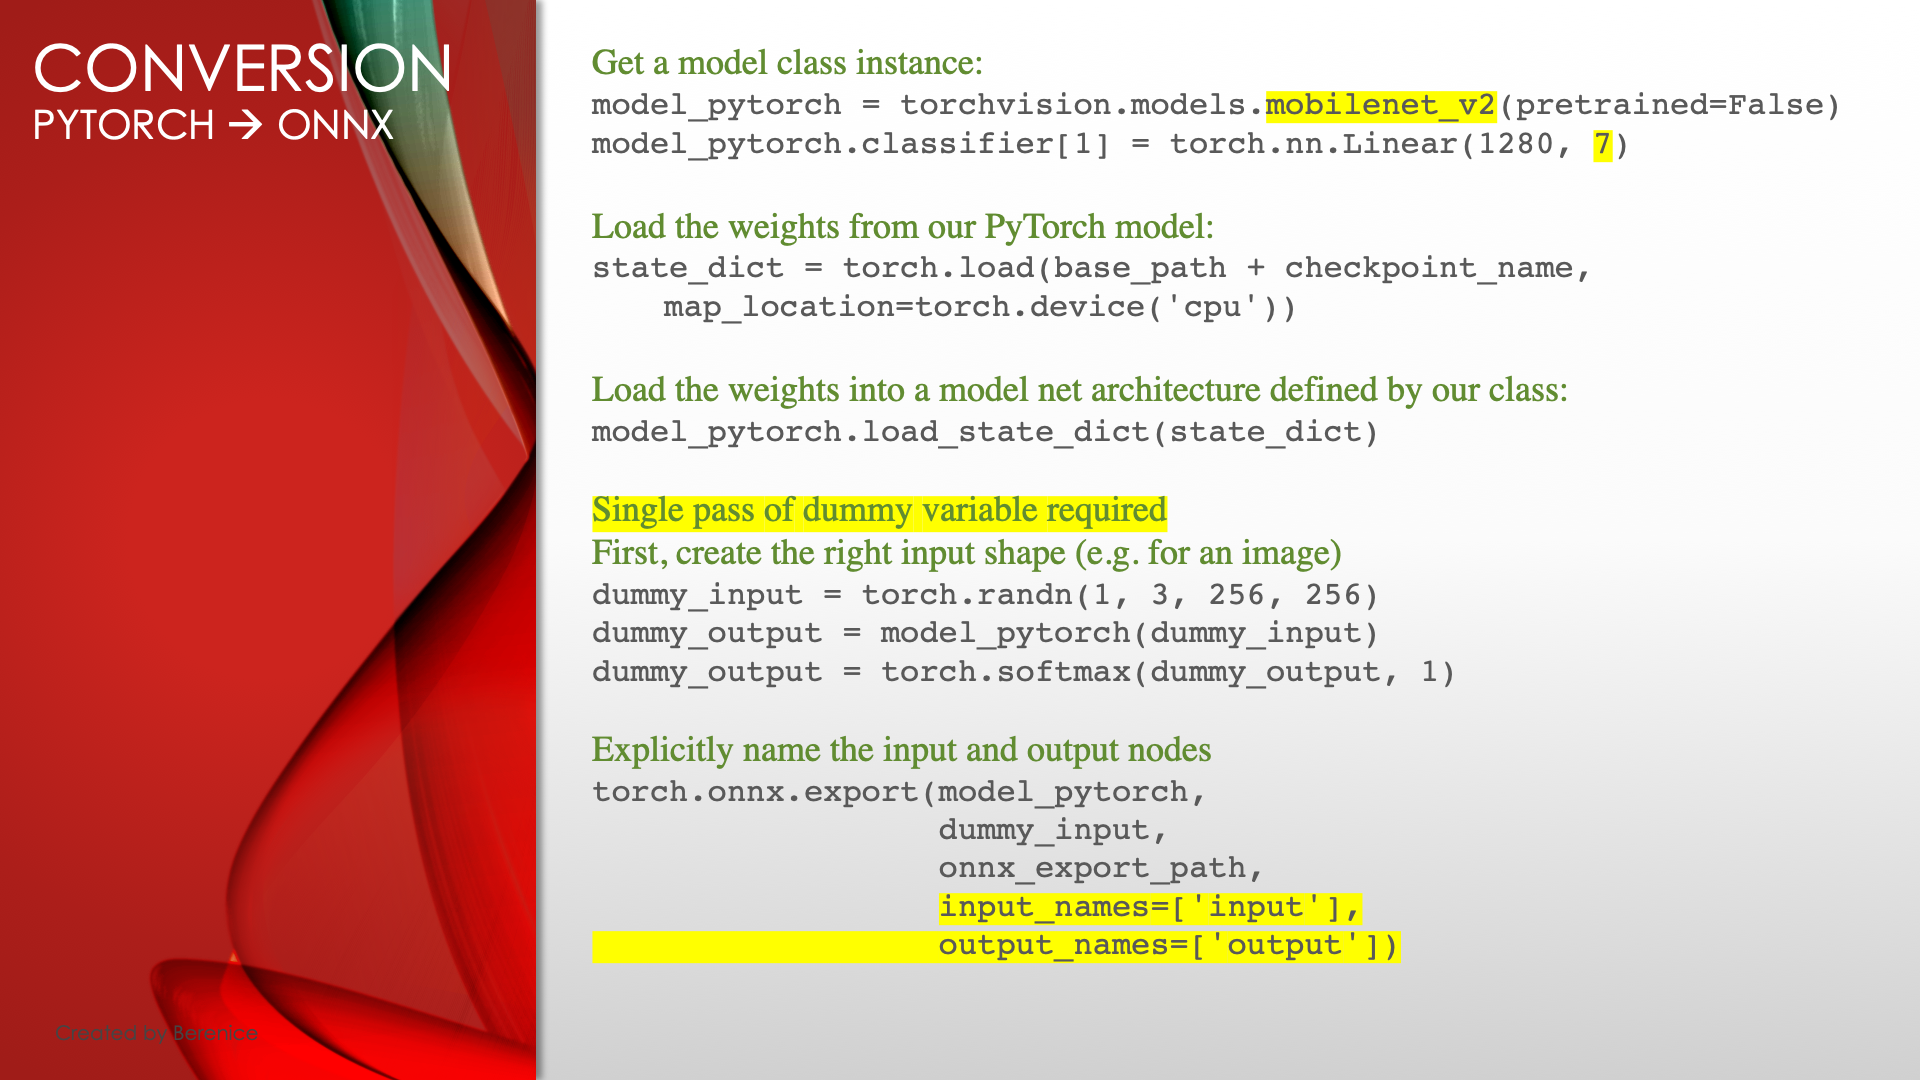 CONVERSION
PYTORCH → ONNX
Get a model class instance:
model_pytorch = torchvision.models.mobilenet_v2(pretrained=False)
model_pytorch.classifier[1] = torch.nn.Linear(1280, 7)
Load the weights from our PyTorch model:
state_dict = torch.load(base_path + checkpoint_name,
map_location=torch.device('cpu'))
Load the weights into a model net architecture defined by our class:
model_pytorch.load_state_dict(state_dict)
Single pass of dummy variable required
First, create the right input shape (e.g. for an image)
dummy_input = torch.randn(1, 3, 256, 256)
dummy_output = model_pytorch(dummy_input)
dummy_output = torch.softmax(dummy_output, 1)
Explicitly name the input and output nodes
torch.onnx.export(model_pytorch,
dummy_input,
onnx_export_path,
input_names=['input'],
output_names=['output'])
Created by Berenice